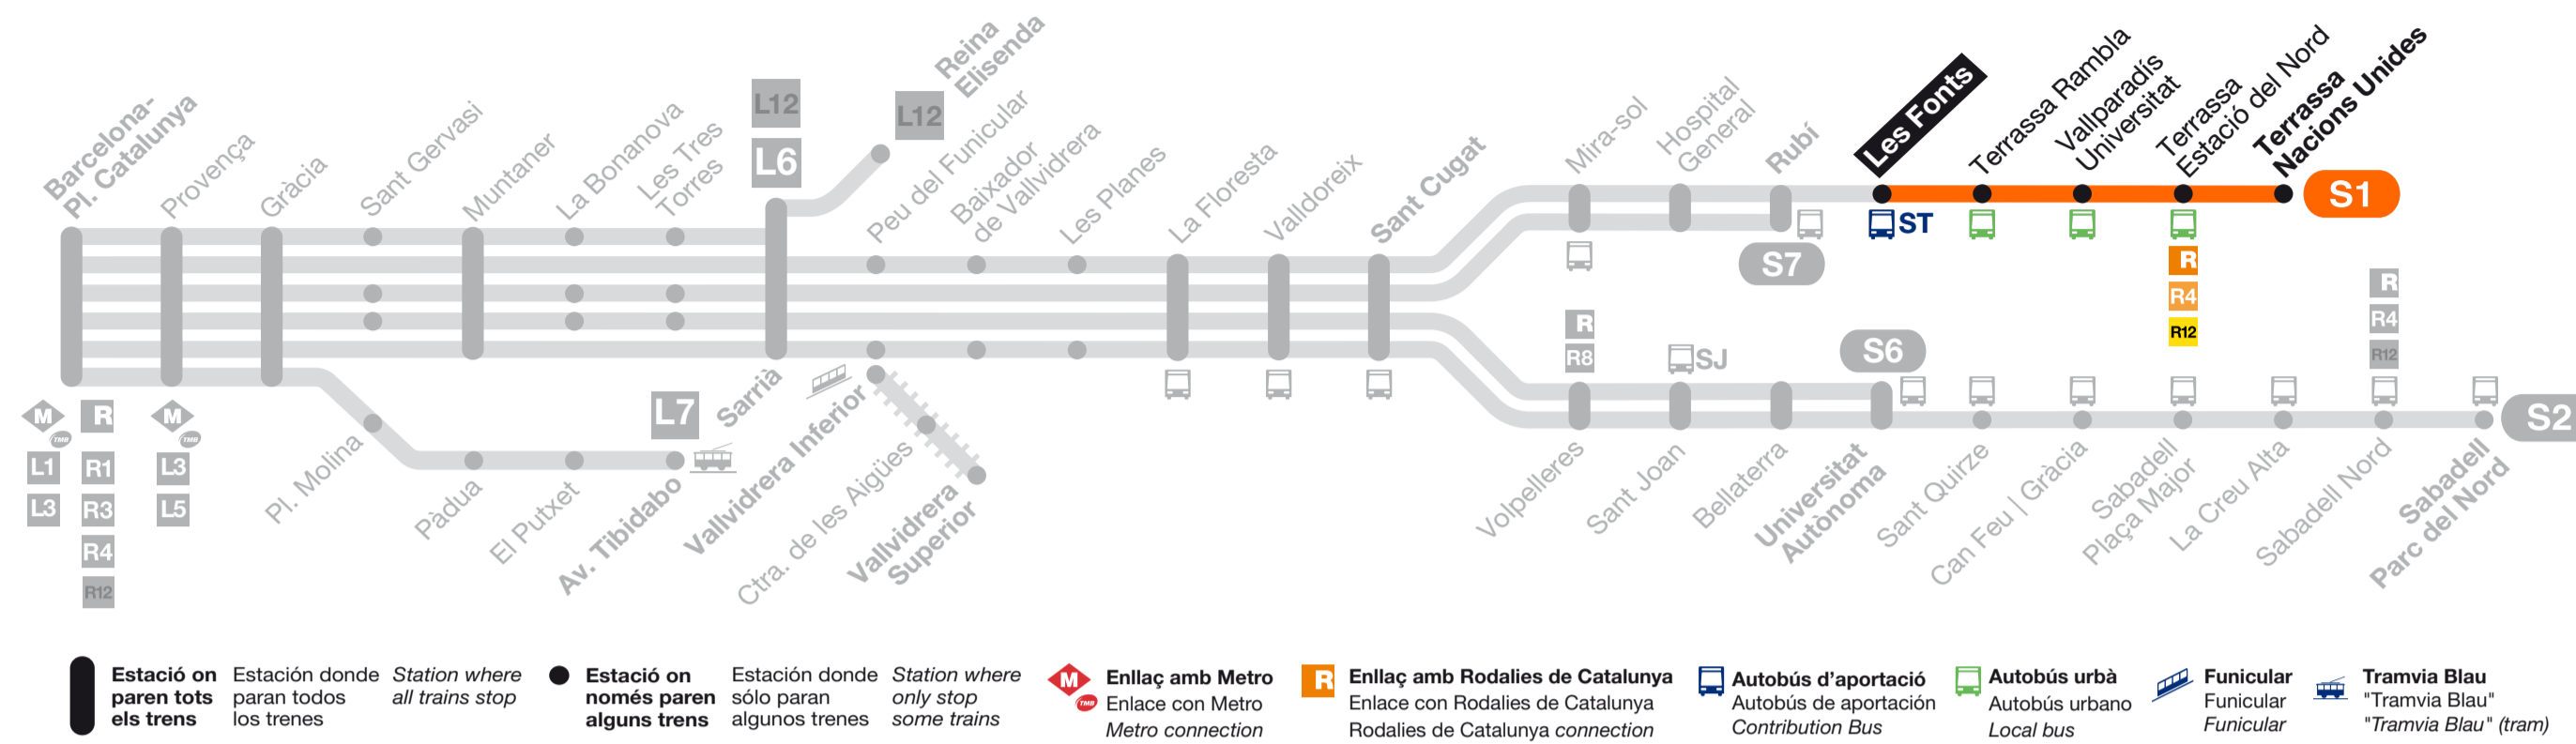 Barcelona-
Pl. Catalunya
Provença
Gràcia
Sant Gervasi
Muntaner
La Bonanova
Les Tres
Torres
L12
L6
L12
Reina
Elisenda
Peu del Funicular
Baixador
de Vallvidrera
Les Planes
La Floresta
Valldoreix
Sant Cugat
Mira-sol
Hospital
General
Rubí
Les Fonts
Terrassa Rambla
Vallparadís
Universitat
Terrassa
Estació del Nord
Terrassa
Nacions Unides
S1
ST
S7
R
R4
R12
R
R8
SJ
S6
R
R4
R12
S2
M
TMB
L1
L3
R
R1
R3
R4
R12
M
TMB
L3
L5
Pl. Molina
Pàdua
El Putxet
Av. Tibidabo
L7
Sarrià
Vallvidrera Inferior
Ctra. de les Aigües
Vallvidrera
Superior
Volpelleres
Sant Joan
Bellaterra
Universitat
Autònoma
Sant Quirze
Can Feu | Gràcia
Sabadell
Plaça Major
La Creu Alta
Sabadell Nord
Sabadell
Parc del Nord
Estació on
paren tots
els trens
Estación donde
paran todos
los trenes
Station where
all trains stop
Estació on
només paren
alguns trens
Estación donde
sólo paran
algunos trenes
Station where
only stop
some trains
M
TMB
Enllaç amb Metro
Enlace con Metro
Metro connection
R
Enllaç amb Rodalies de Catalunya
Enlace con Rodalies de Catalunya
Rodalies de Catalunya connection
Autobús d'aportació
Autobús de aportación
Contribution Bus
Autobús urbà
Autobús urbano
Local bus
Funicular
Funicular
Funicular
Tramvia Blau
"Tramvia Blau"
"Tramvia Blau" (tram)